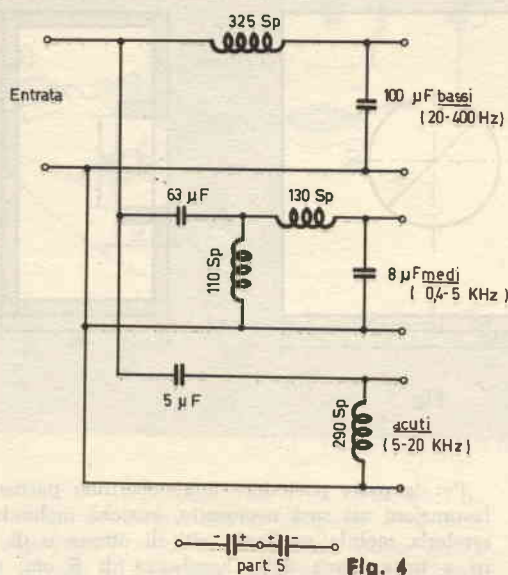 325 Sp
Entrata
100 µF bassi
(20-400 Hz)
63 µF
130 Sp
110 Sp
8 µF medi
( 0,4-5 KHz)
5 µF
290 Sp
acuti
(5-20 KHz)
- + + -
part. 5
Fig. 4